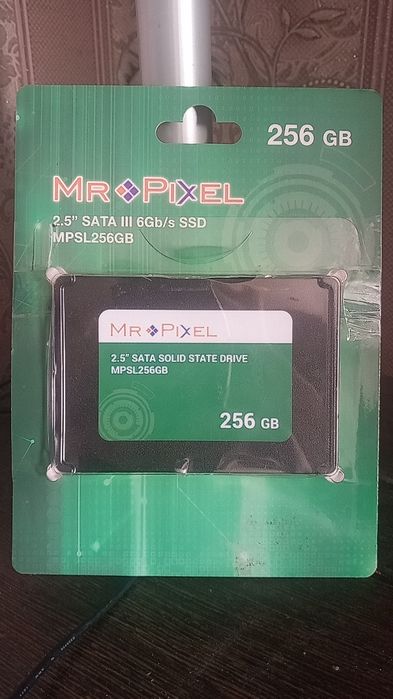 256 GB
MR PIXEL
2.5" SATA III 6Gb/s SSD
MPSL256GB
MR PIXEL
2.5" SATA SOLID STATE DRIVE
MPSL256GB
256 GB